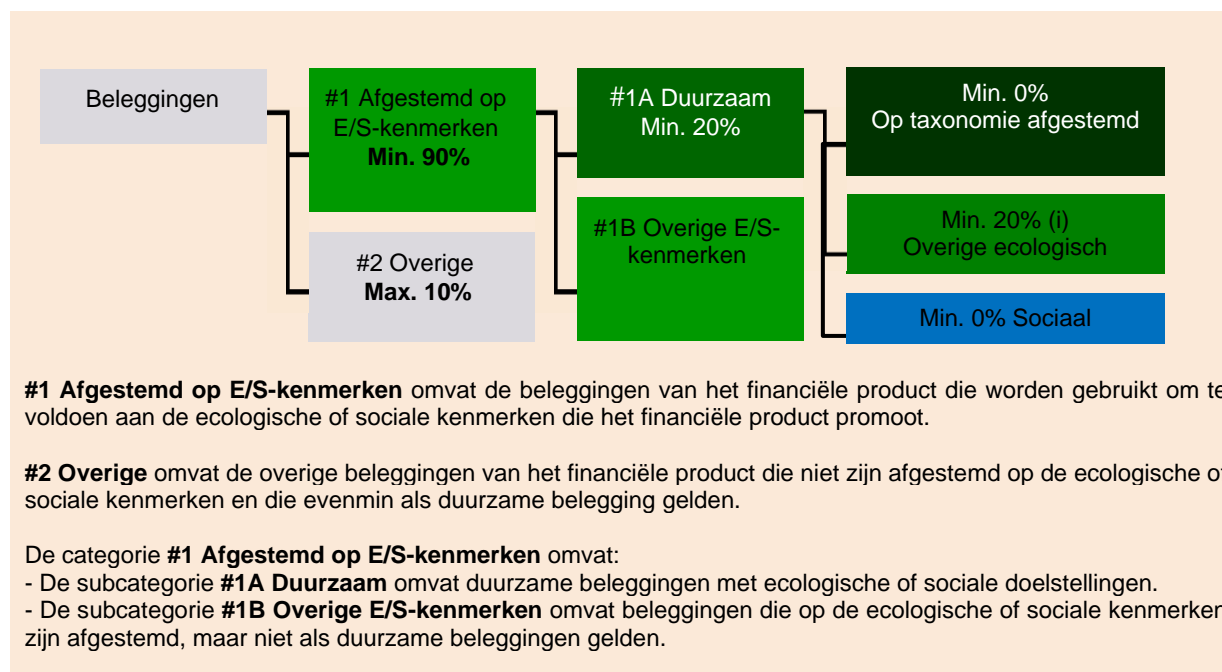 Beleggingen
#1 Afgestemd op
E/S-kenmerken
Min. 90%
#2 Overige
Max. 10%
#1A Duurzaam
Min. 20%
#1B Overige E/S-
kenmerken
Min. 0%
Op taxonomie afgestemd
Min. 20% (i)
Overige ecologisch
Min. 0% Sociaal
#1 Afgestemd op E/S-kenmerken omvat de beleggingen van het financiële product die worden gebruikt om te
voldoen aan de ecologische of sociale kenmerken die het financiële product promoot.
#2 Overige omvat de overige beleggingen van het financiële product die niet zijn afgestemd op de ecologische of
sociale kenmerken en die evenmin als duurzame belegging gelden.
De categorie #1 Afgestemd op E/S-kenmerken omvat:
- De subcategorie #1A Duurzaam omvat duurzame beleggingen met ecologische of sociale doelstellingen.
- De subcategorie #1B Overige E/S-kenmerken omvat beleggingen die op de ecologische of sociale kenmerken
zijn afgestemd, maar niet als duurzame beleggingen gelden.